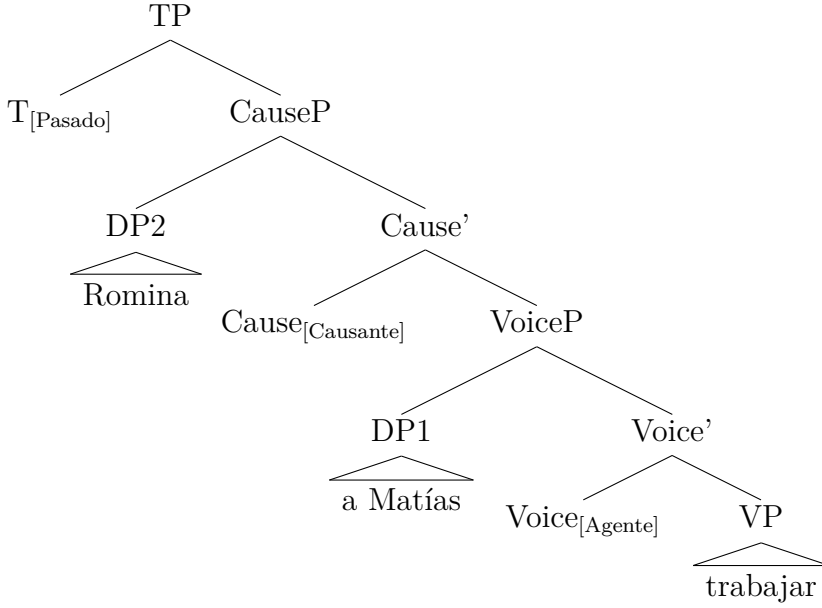 TP
T[Pasado] CauseP
DP2 Cause’
Romina
Cause[Causante] VoiceP
DP1 Voice’
a Matías
Voice[Agente] VP
trabajar